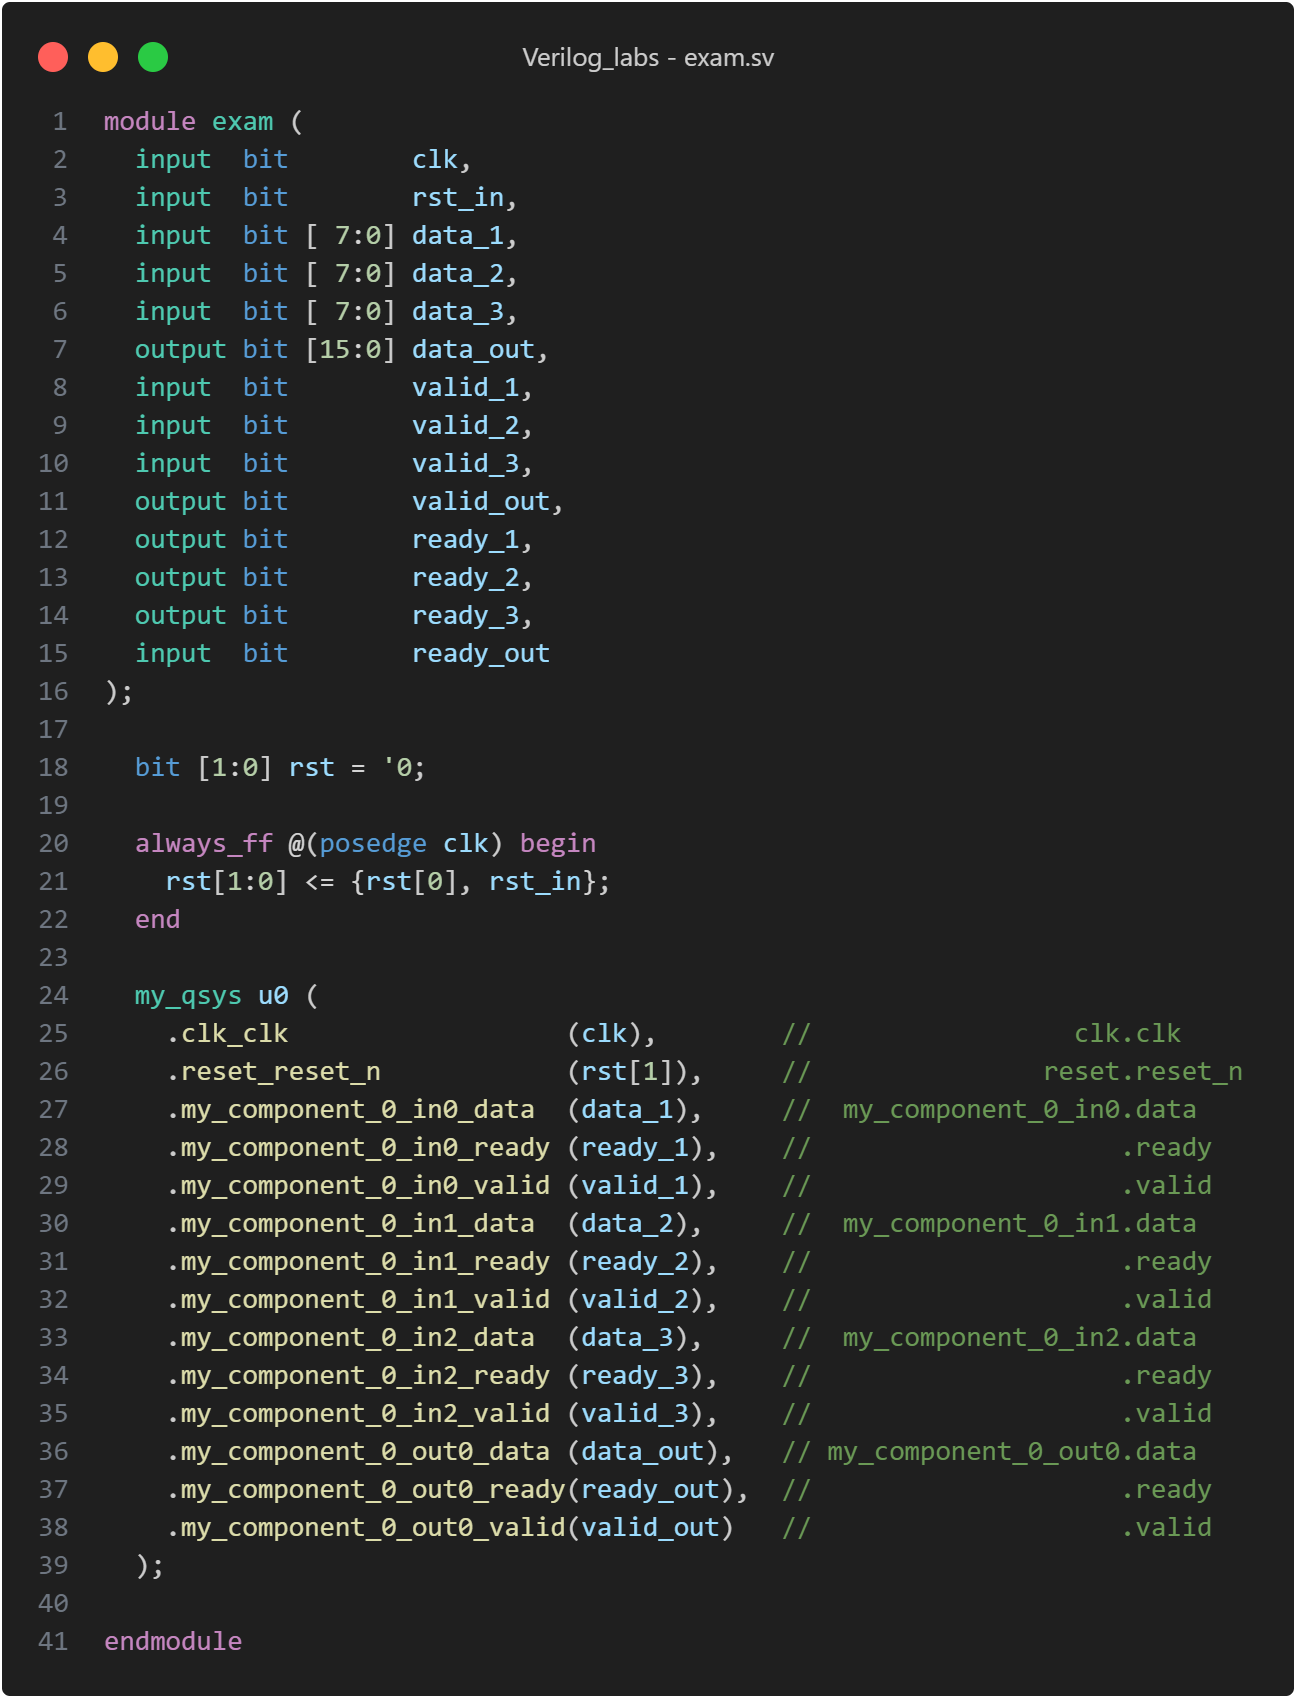 Verilog_labs - exam.sv
1 module exam (
2   input  bit        clk,
3   input  bit        rst_in,
4   input  bit [ 7:0] data_1,
5   input  bit [ 7:0] data_2,
6   input  bit [ 7:0] data_3,
7   output bit [15:0] data_out,
8   input  bit        valid_1,
9   input  bit        valid_2,
10   input  bit        valid_3,
11   output bit        valid_out,
12   output bit        ready_1,
13   output bit        ready_2,
14   output bit        ready_3,
15   input  bit        ready_out
16 );
17
18   bit [1:0] rst = '0;
19
20   always_ff @(posedge clk) begin
21     rst[1:0] <= {rst[0], rst_in};
22   end
23
24   my_qsys u0 (
25     .clk_clk                  (clk),        //                 clk.clk
26     .reset_reset_n            (rst[1]),     //               reset.reset_n
27     .my_component_0_in0_data  (data_1),     //  my_component_0_in0.data
28     .my_component_0_in0_ready (ready_1),    //                    .ready
29     .my_component_0_in0_valid (valid_1),    //                    .valid
30     .my_component_0_in1_data  (data_2),     //  my_component_0_in1.data
31     .my_component_0_in1_ready (ready_2),    //                    .ready
32     .my_component_0_in1_valid (valid_2),    //                    .valid
33     .my_component_0_in2_data  (data_3),     //  my_component_0_in2.data
34     .my_component_0_in2_ready (ready_3),    //                    .ready
35     .my_component_0_in2_valid (valid_3),    //                    .valid
36     .my_component_0_out0_data (data_out),   // my_component_0_out0.data
37     .my_component_0_out0_ready(ready_out),  //                    .ready
38     .my_component_0_out0_valid(valid_out)   //                    .valid
39   );
40
41 endmodule